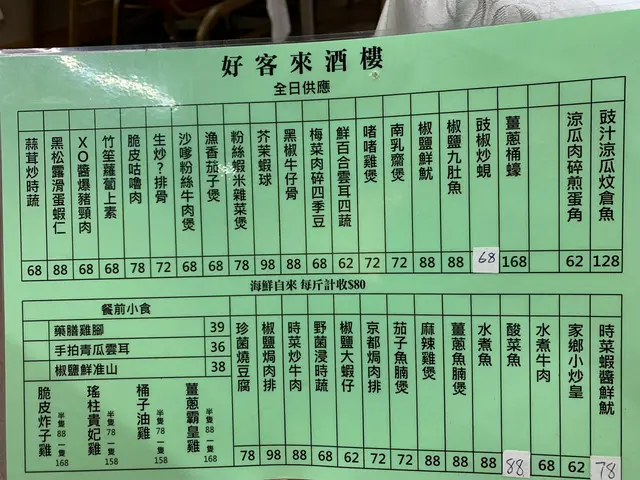 好客來酒樓
全日供應
豉汁涼瓜炆倉魚 128
涼瓜肉碎煎蛋角 62
薑蔥桶蠔 168
豉椒炒蜆 68
椒鹽九肚魚 88
椒鹽鮮魷 88
南乳齋煲 72
啫啫雞煲 72
鮮百合雲耳四蔬 62
梅菜肉碎四季豆 68
黑椒牛仔骨 88
芥茉蝦球 98
粉絲蝦米雜菜煲 78
漁香茄子煲 68
沙嗲粉絲牛肉煲 68
生炒?排骨 72
脆皮咕嚕肉 78
竹笙蘿蔔上素 68
XO醬爆豬頸肉 88
黑松露滑蛋蝦仁 88
蒜茸炒時蔬 68
海鮮自來 每斤計收$80
餐前小食
藥膳雞腳 39
手拍青瓜雲耳 36
椒鹽鮮准山 38
薑蔥霸皇雞 半隻 88 一隻 168
桶子油雞 半隻 78 一隻 158
瑤柱貴妃雞 半隻 78 一隻 158
脆皮炸子雞 半隻 88 一隻 168
時菜蝦醬鮮魷 78
家鄉小炒皇 62
水煮牛肉 68
酸菜魚 88
水煮魚 88
薑蔥魚腩煲 88
麻辣雞煲 88
茄子魚腩煲 72
京都焗肉排 72
椒鹽大蝦仔 62
野菌浸時蔬 68
時菜炒牛肉 88
椒鹽焗肉排 98
珍菌燒豆腐 78